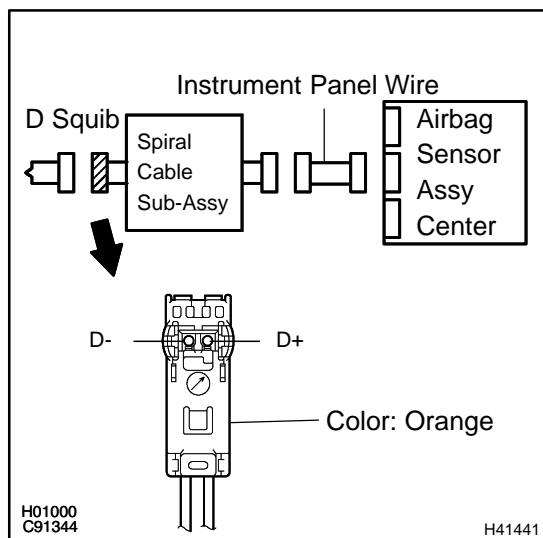 Instrument Panel Wire
D Squib
Spiral
Cable
Sub-Assy
Airbag
Sensor
Assy
Center
D-
D+
Color: Orange
H01000
C91344
H41441